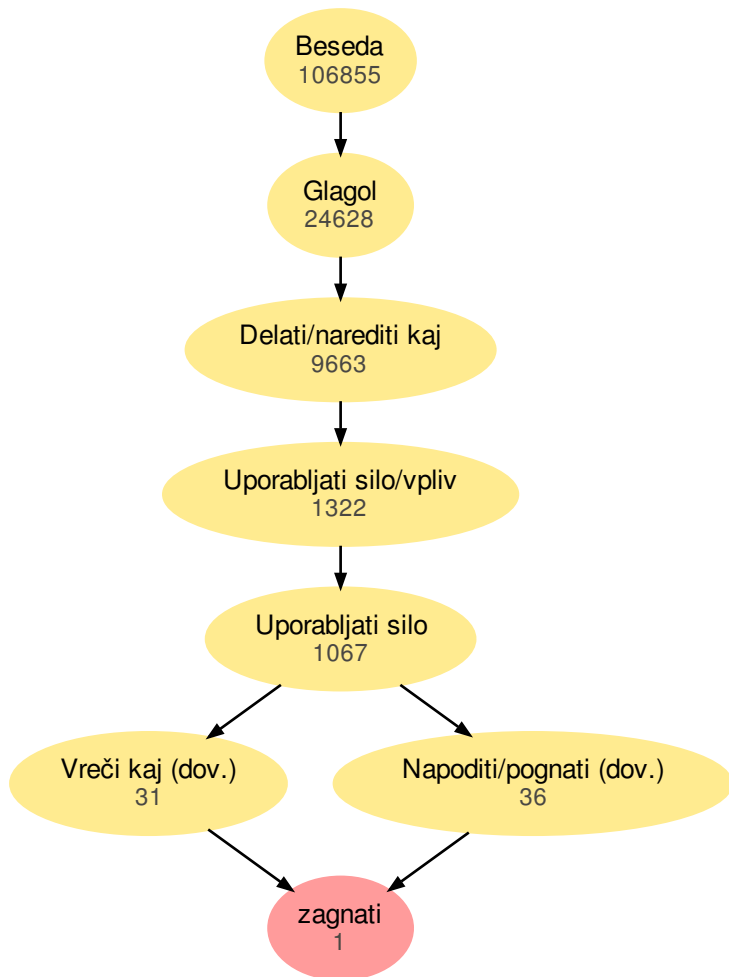 Beseda
106855
Glagol
24628
Delati/narediti kaj
9663
Uporabljati silo/vpliv
1322
Uporabljati silo
1067
Vreči kaj (dov.)
31
Napoditi/pognati (dov.)
36
zagnati
1